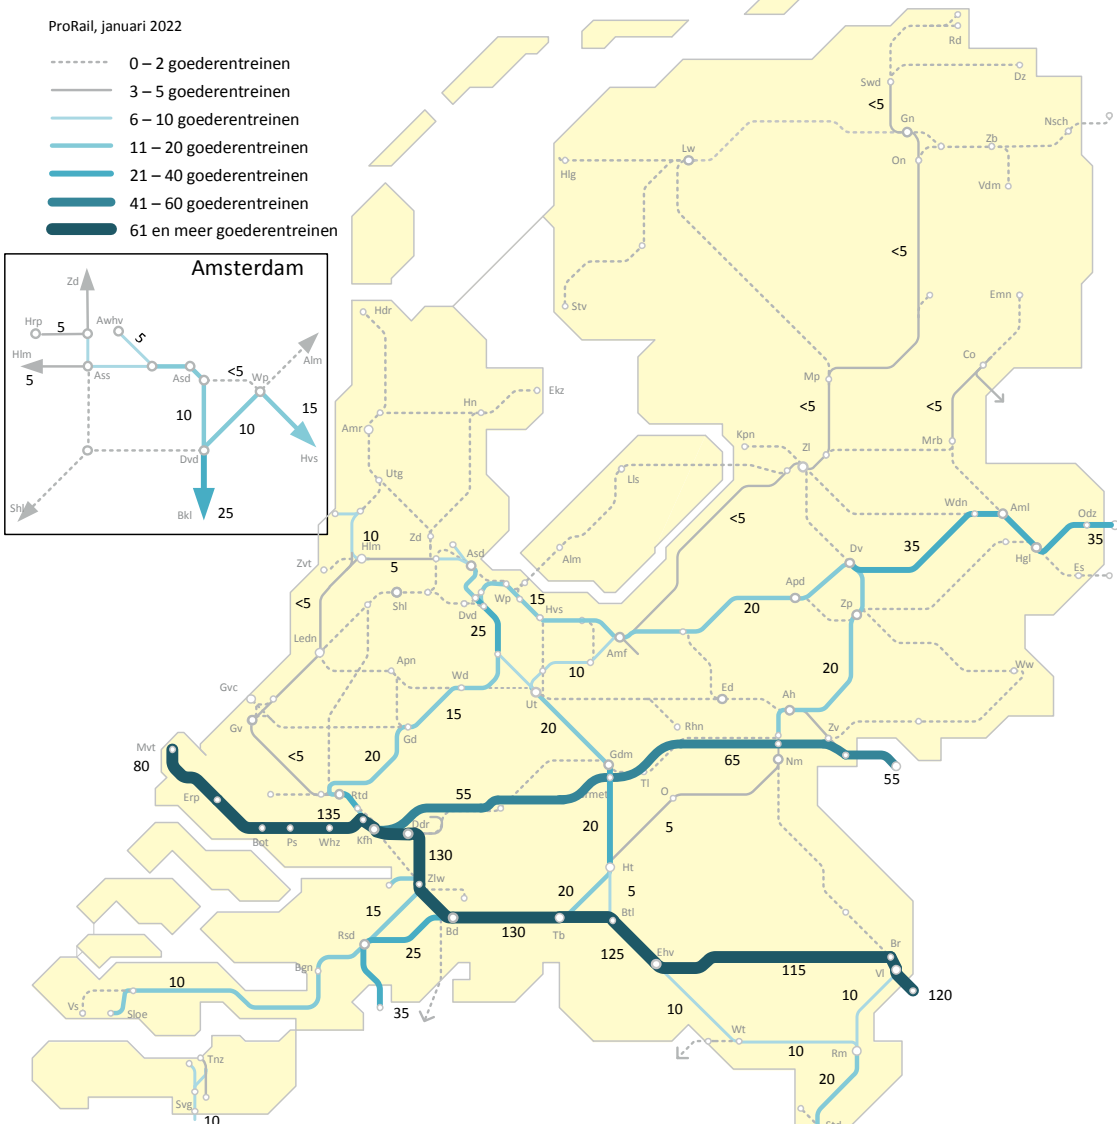 ProRail, januari 2022
0 – 2 goederentreinen
3 – 5 goederentreinen
6 – 10 goederentreinen
11 – 20 goederentreinen
21 – 40 goederentreinen
41 – 60 goederentreinen
61 en meer goederentreinen
Amsterdam
Zd
Hrp
5
Awhv
5
Hlm
5
Ass
Asd
<5
Wp
Alm
10
10
15
Hvs
Dvd
Shl
Bkl
25
Rd
Swd
Dz
<5
Gn
Nsch
Zb
On
Vdm
Lw
Hlg
<5
Stv
Emn
Hdr
Co
Mp
Ekz
Hn
<5
<5
Amr
Kpn
Zl
Mrb
Utg
Lls
Wdn
Aml
Odz
<5
35
35
Hgl
Es
10
Zd
Hlm
Asd
Zvt
5
Alm
Dv
Apd
Wp
15
<5
Shl
Dvd
Hvs
20
Zp
25
Ledn
Amf
Apn
10
20
Ww
Gvc
Wd
Ut
Ed
Ah
Gv
15
Gd
20
Rhn
Zv
Mvt
80
<5
20
Gdm
65
Nm
55
Tl
Erp
Rtd
55
rmet
O
135
Bot
Ps
Whz
Kfh
Ddr
20
5
130
Ht
Zlw
20
5
15
Btl
Rsd
Bd
130
Tb
25
125
Ehv
Br
Bgn
115
Vl
10
10
120
Vs
Sloe
35
10
Wt
10
Rm
Tnz
20
Svg
10